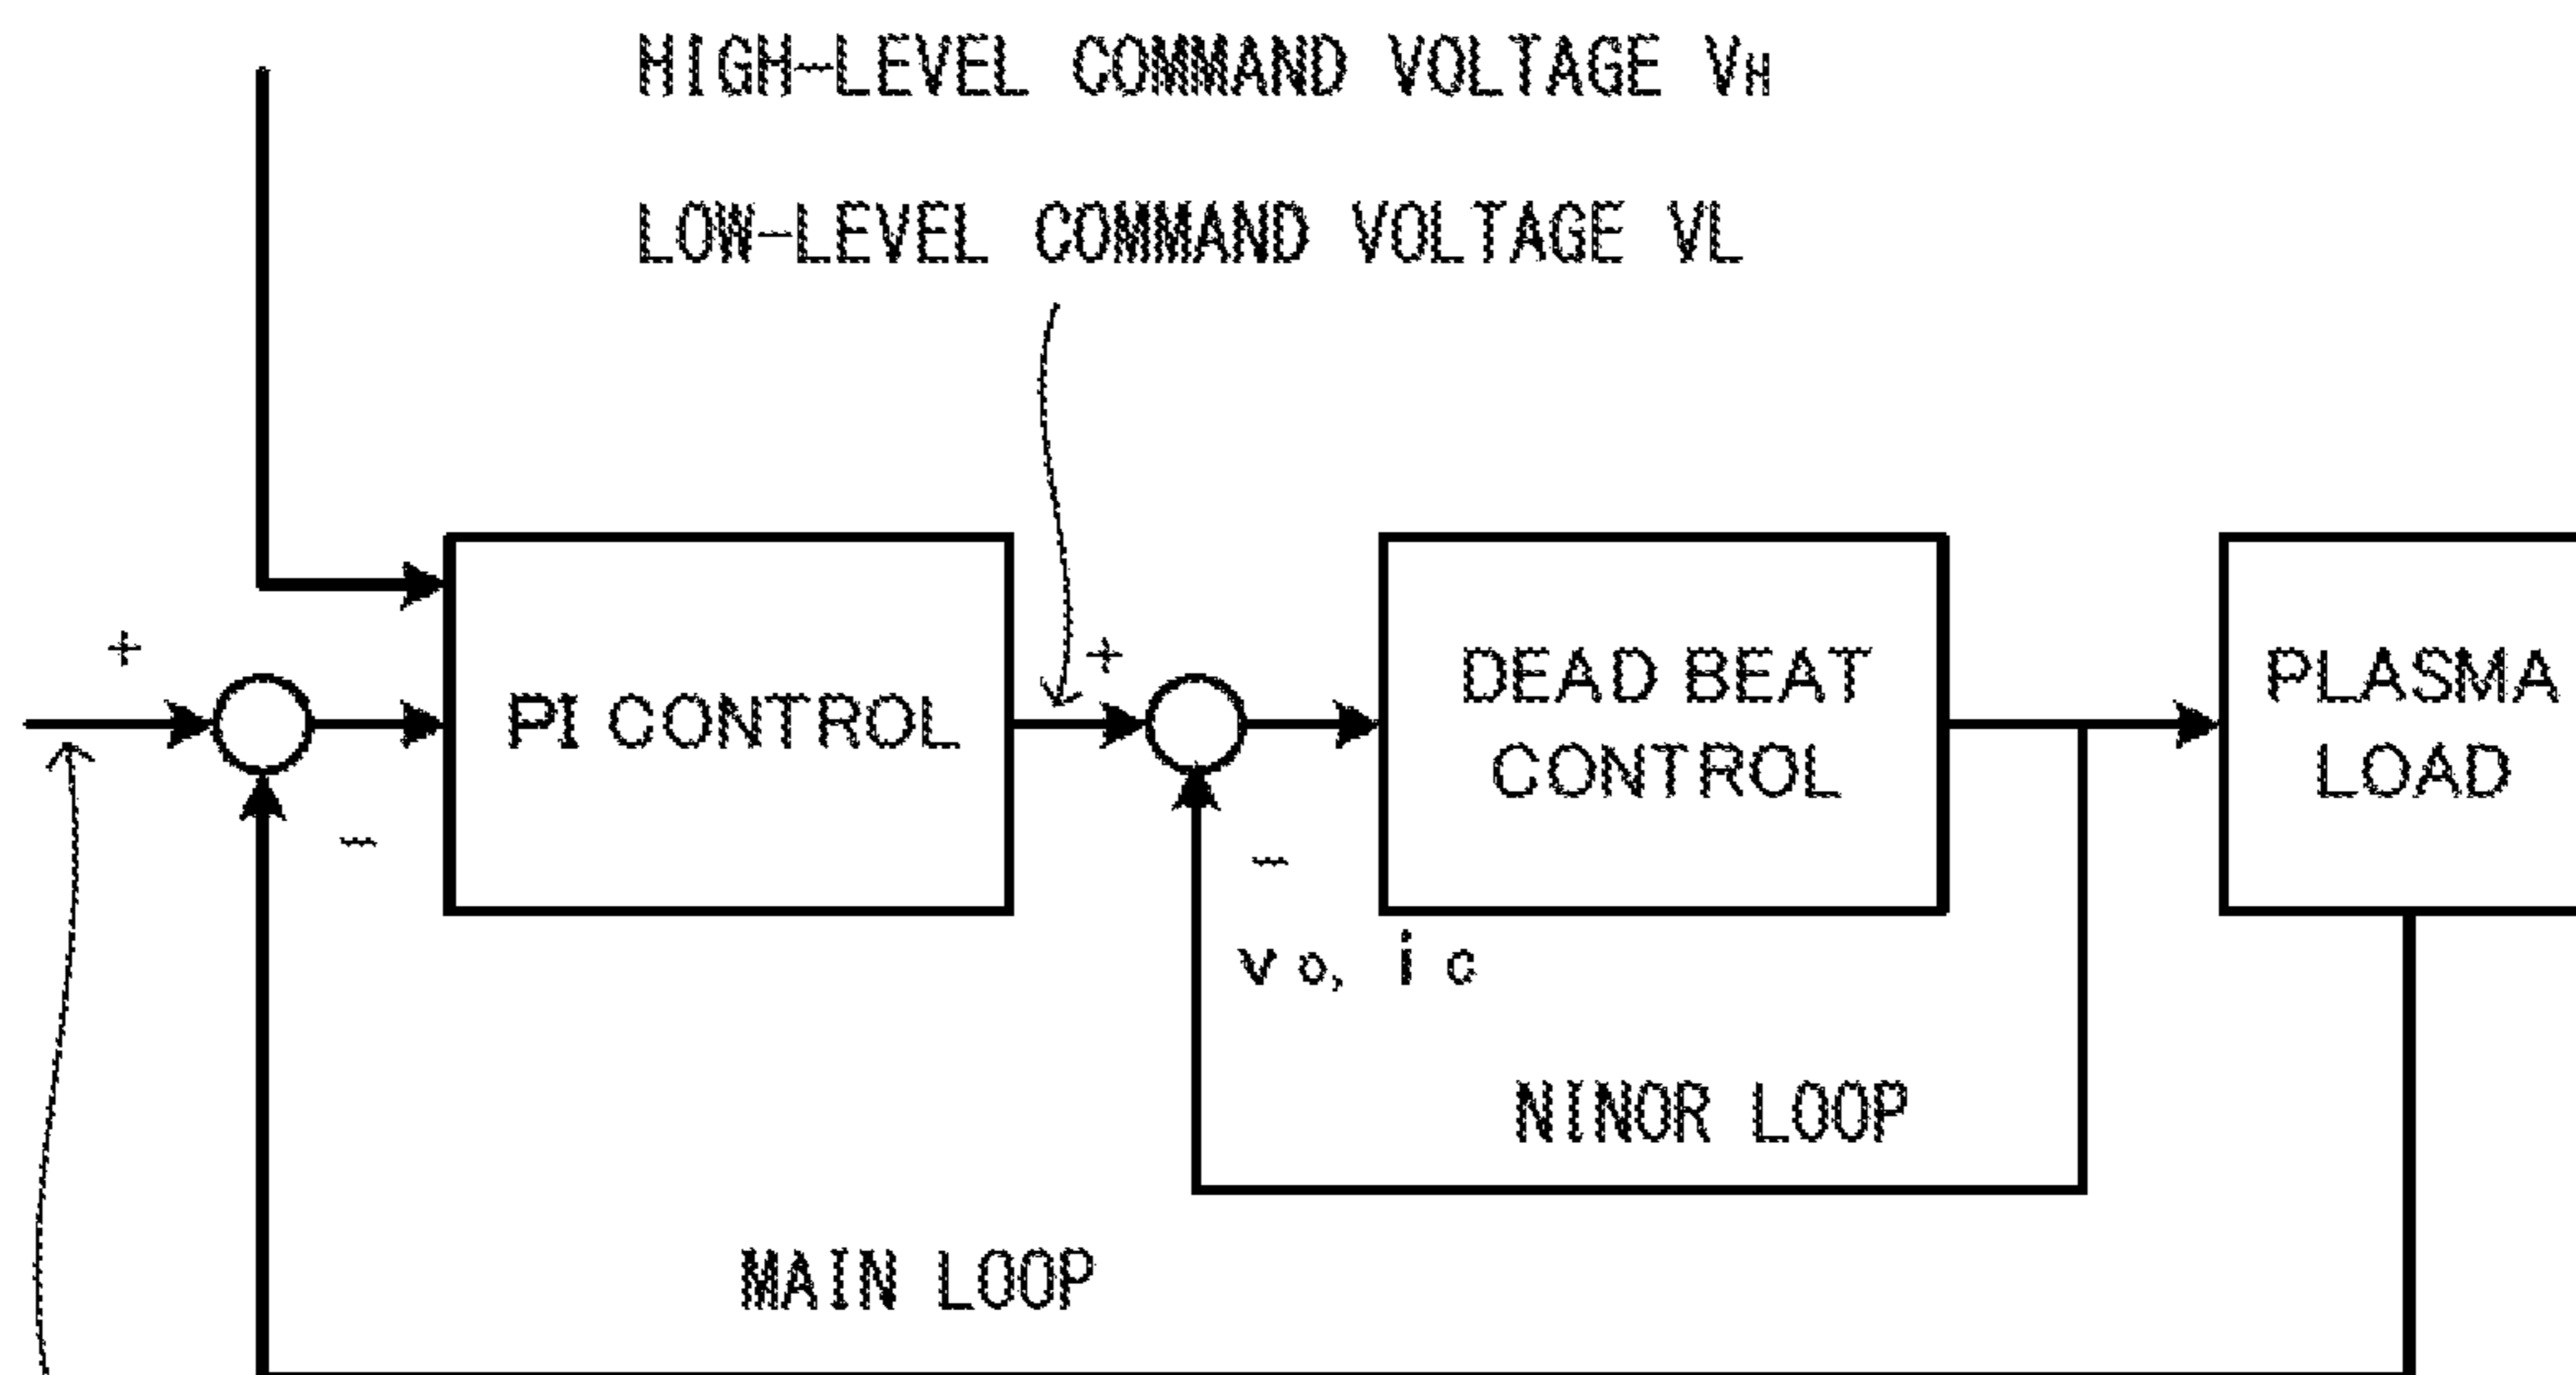 HIGH-LEVEL COMMAND VOLTAGE VH
LOW-LEVEL COMMAND VOLTAGE VL
+
+
PI CONTROL
DEAD BEAT
CONTROL
PLASMA
LOAD
-
-
vo, ic
NINOR LOOP
MAIN LOOP